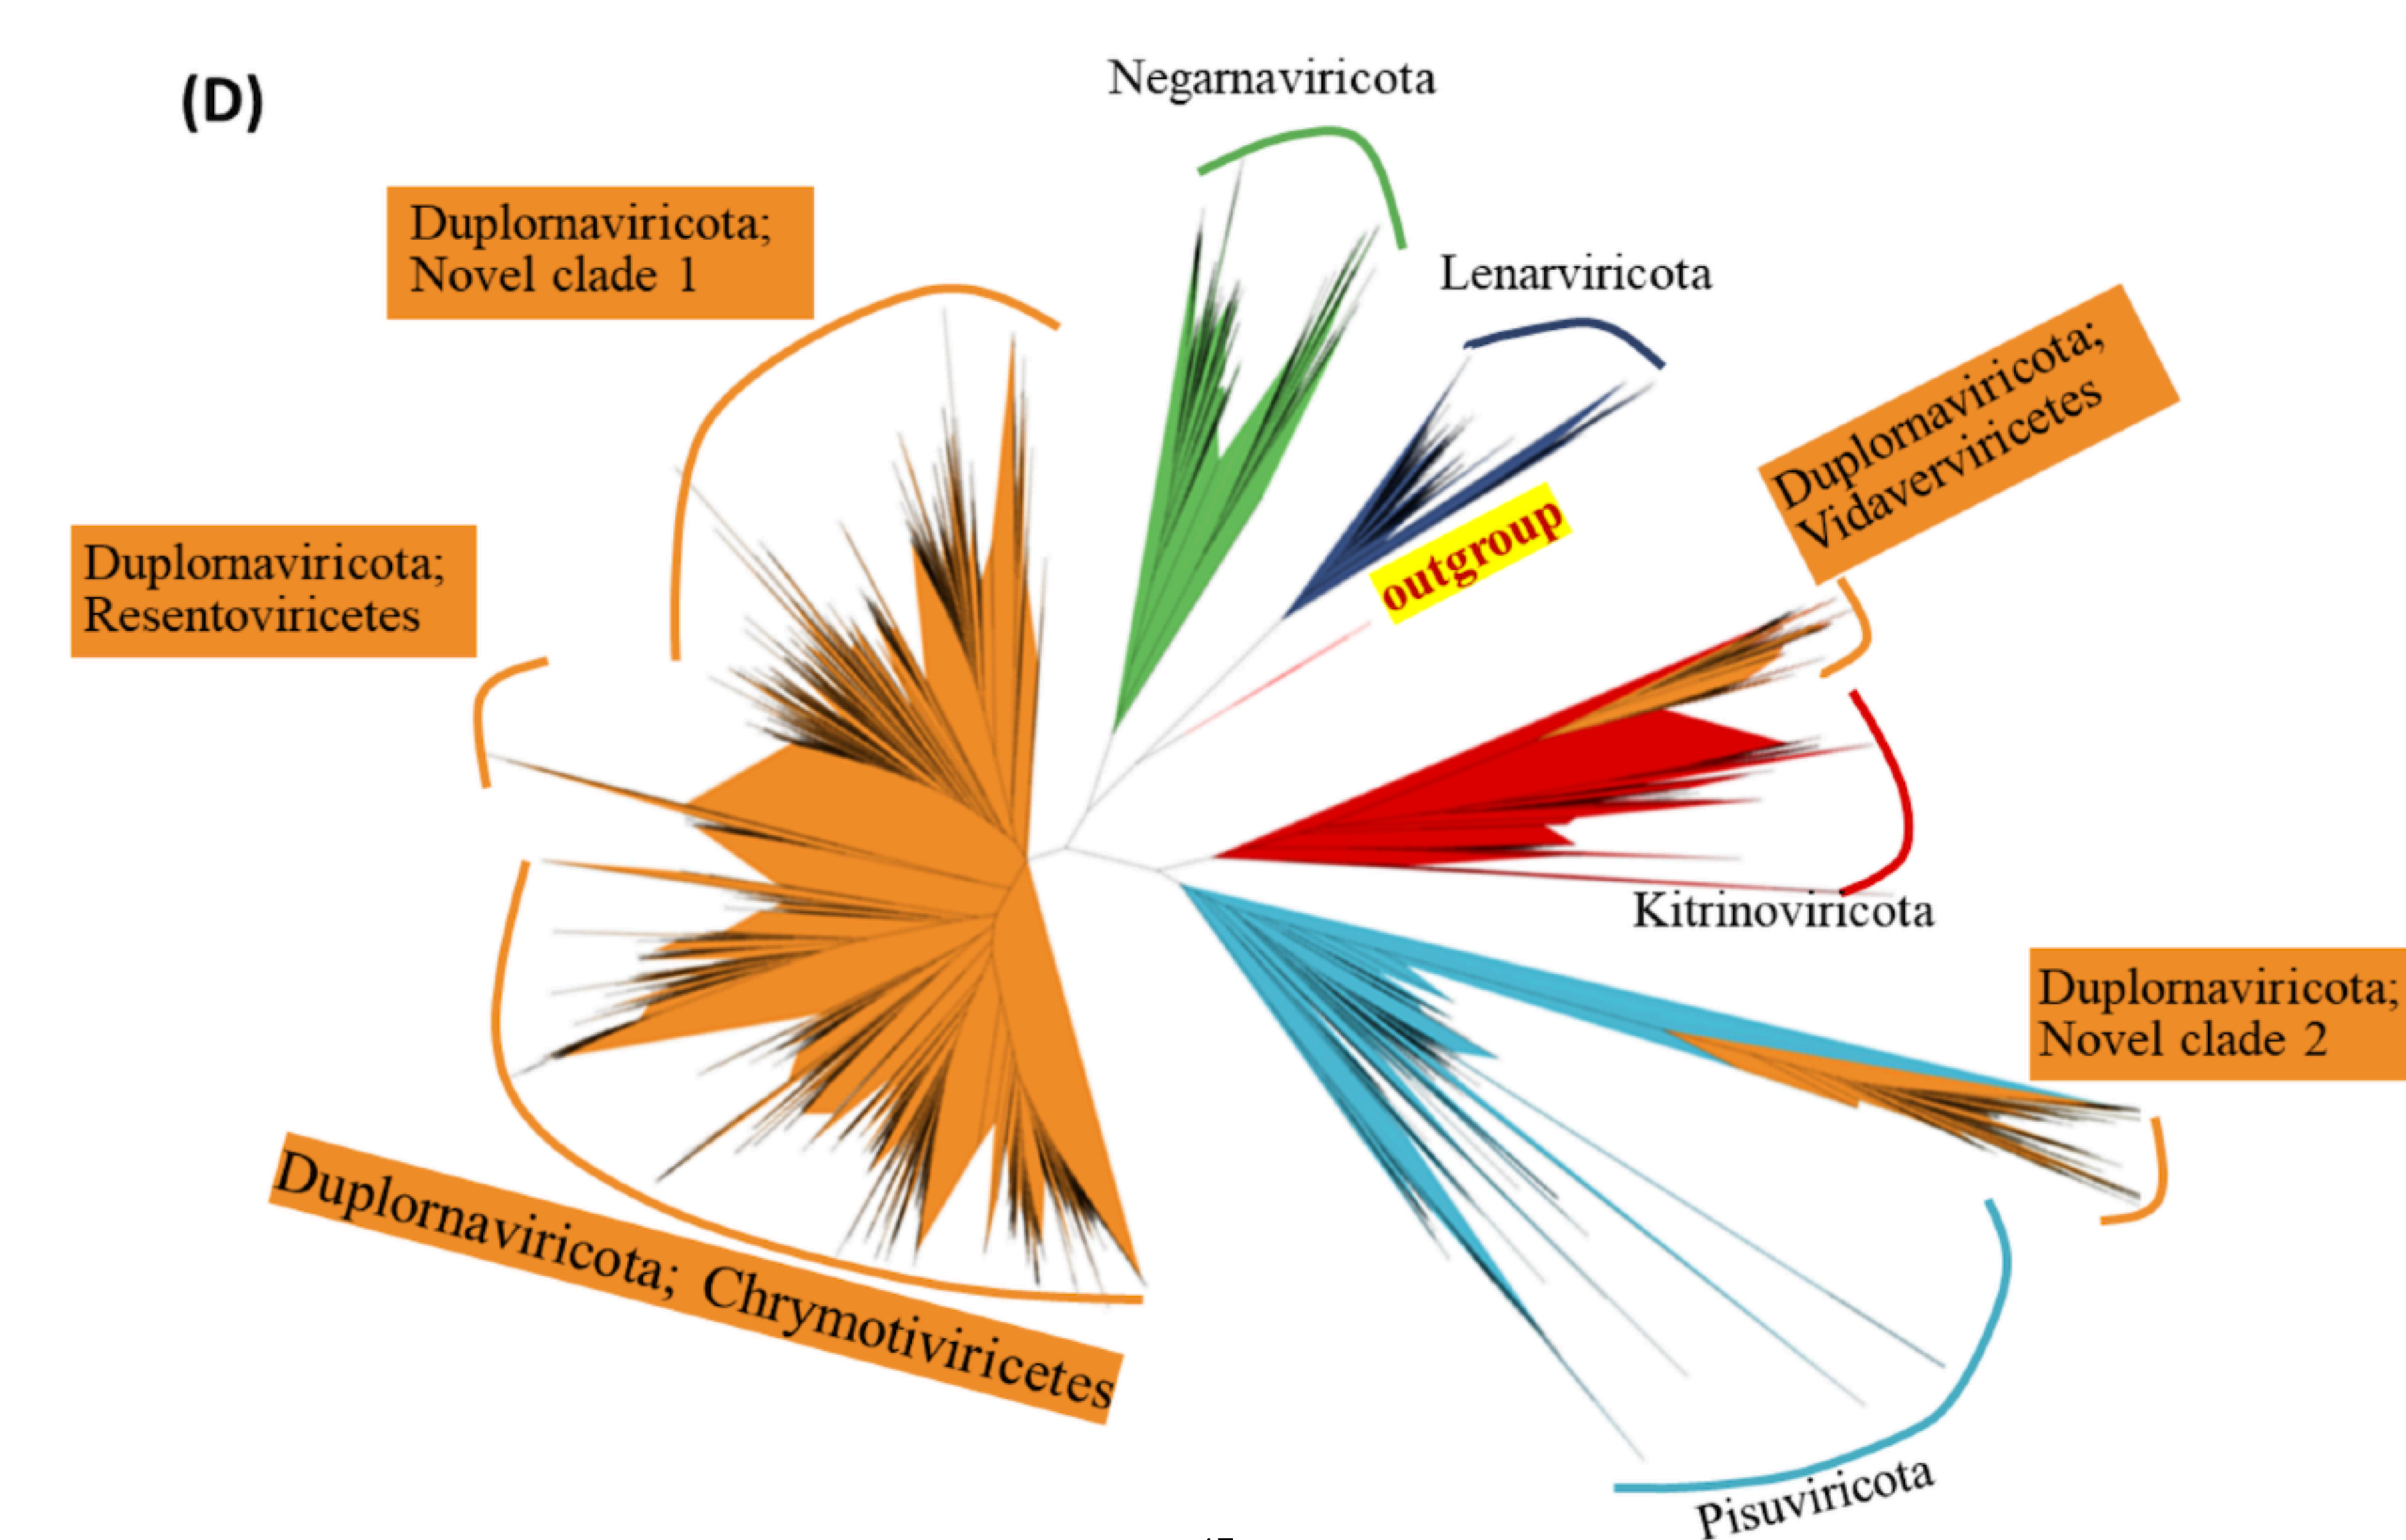 (D)
Negarnaviricota
Duplornaviricota;
Novel clade 1
Lenarviricota
Duplornaviricota;
Vidaverviricetes
outgroup
Duplornaviricota;
Resentoviricetes
Kitrinoviricota
Duplornaviricota;
Novel clade 2
Duplornaviricota; Chrymotiviricetes
Pisuviricota